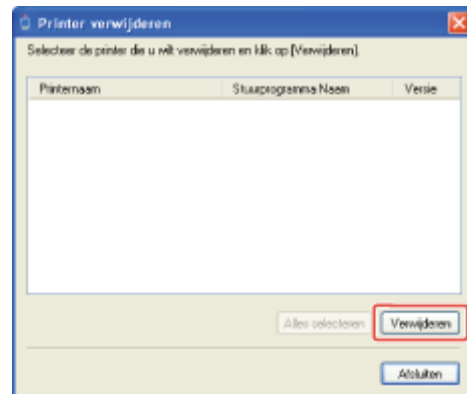 Printer verwijderen
Selecteer de printer die u wilt verwijderen en klik op [Verwijderen].
Printernaam Stuurprogramma Naam Versie
Alles selecteren Verwijderen
Afsluiten